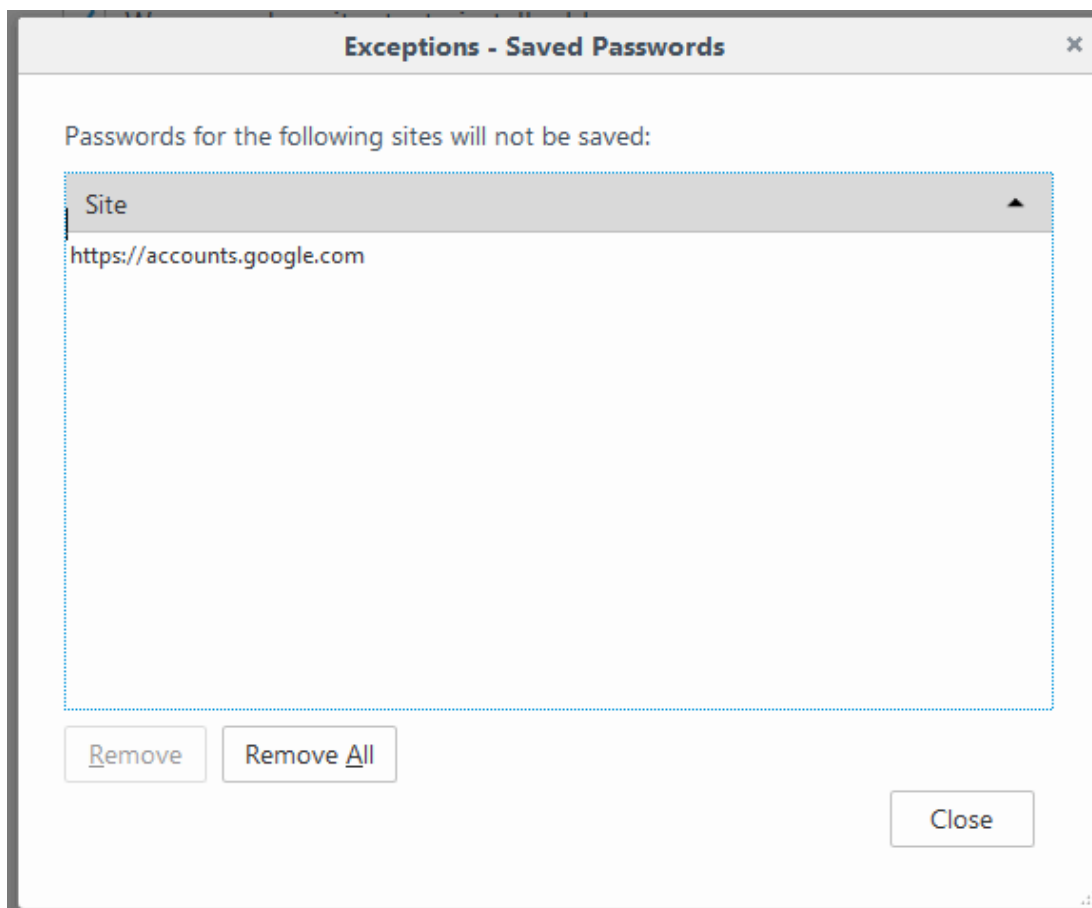 Exceptions - Saved Passwords
Passwords for the following sites will not be saved:
Site
https://accounts.google.com
Remove
Remove All
Close